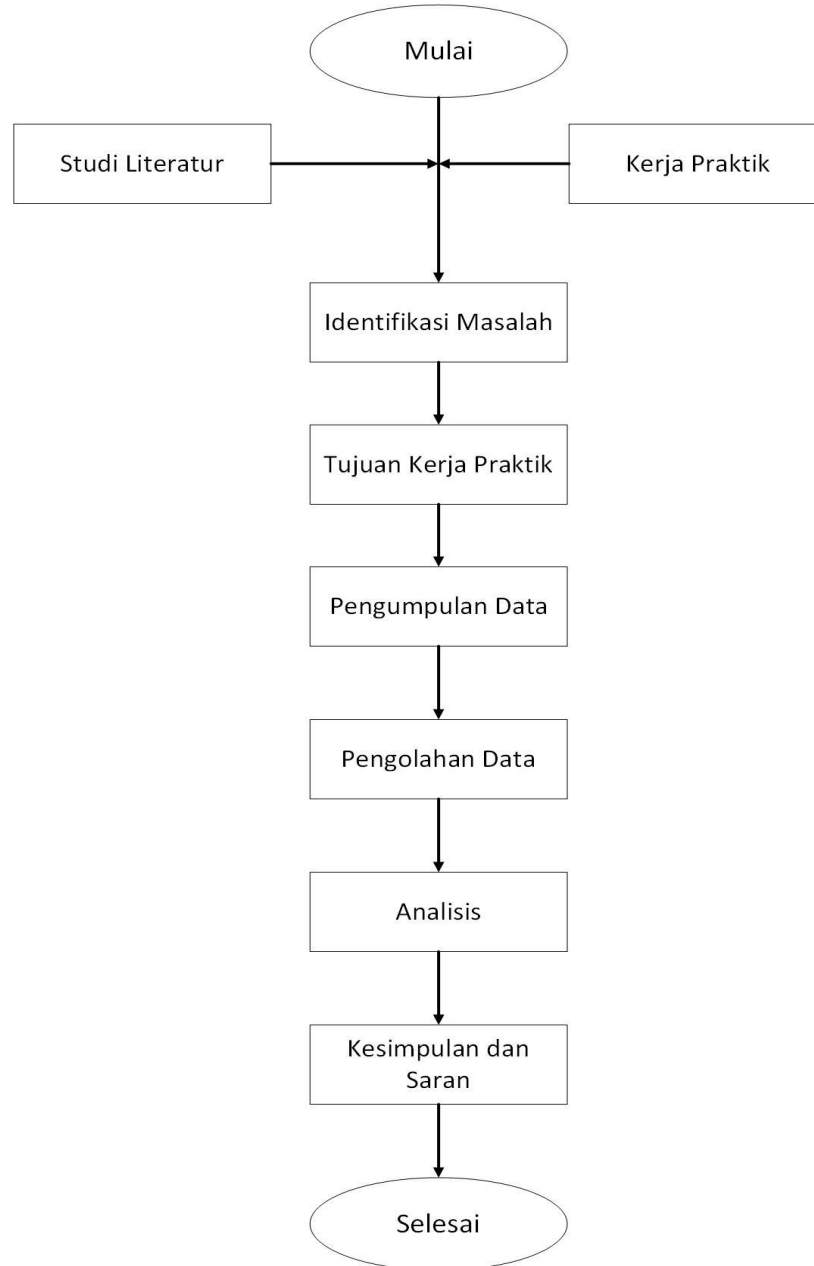 Mulai
Studi Literatur
Kerja Praktik
Identifikasi Masalah
Tujuan Kerja Praktik
Pengumpulan Data
Pengolahan Data
Analisis
Kesimpulan dan
Saran
Selesai